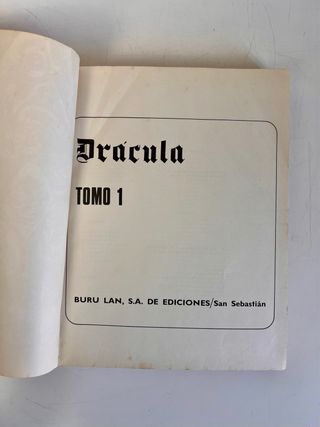 Drácula
TOMO 1
BURU LAN, S.A. DE EDICIONES/San Sebastián